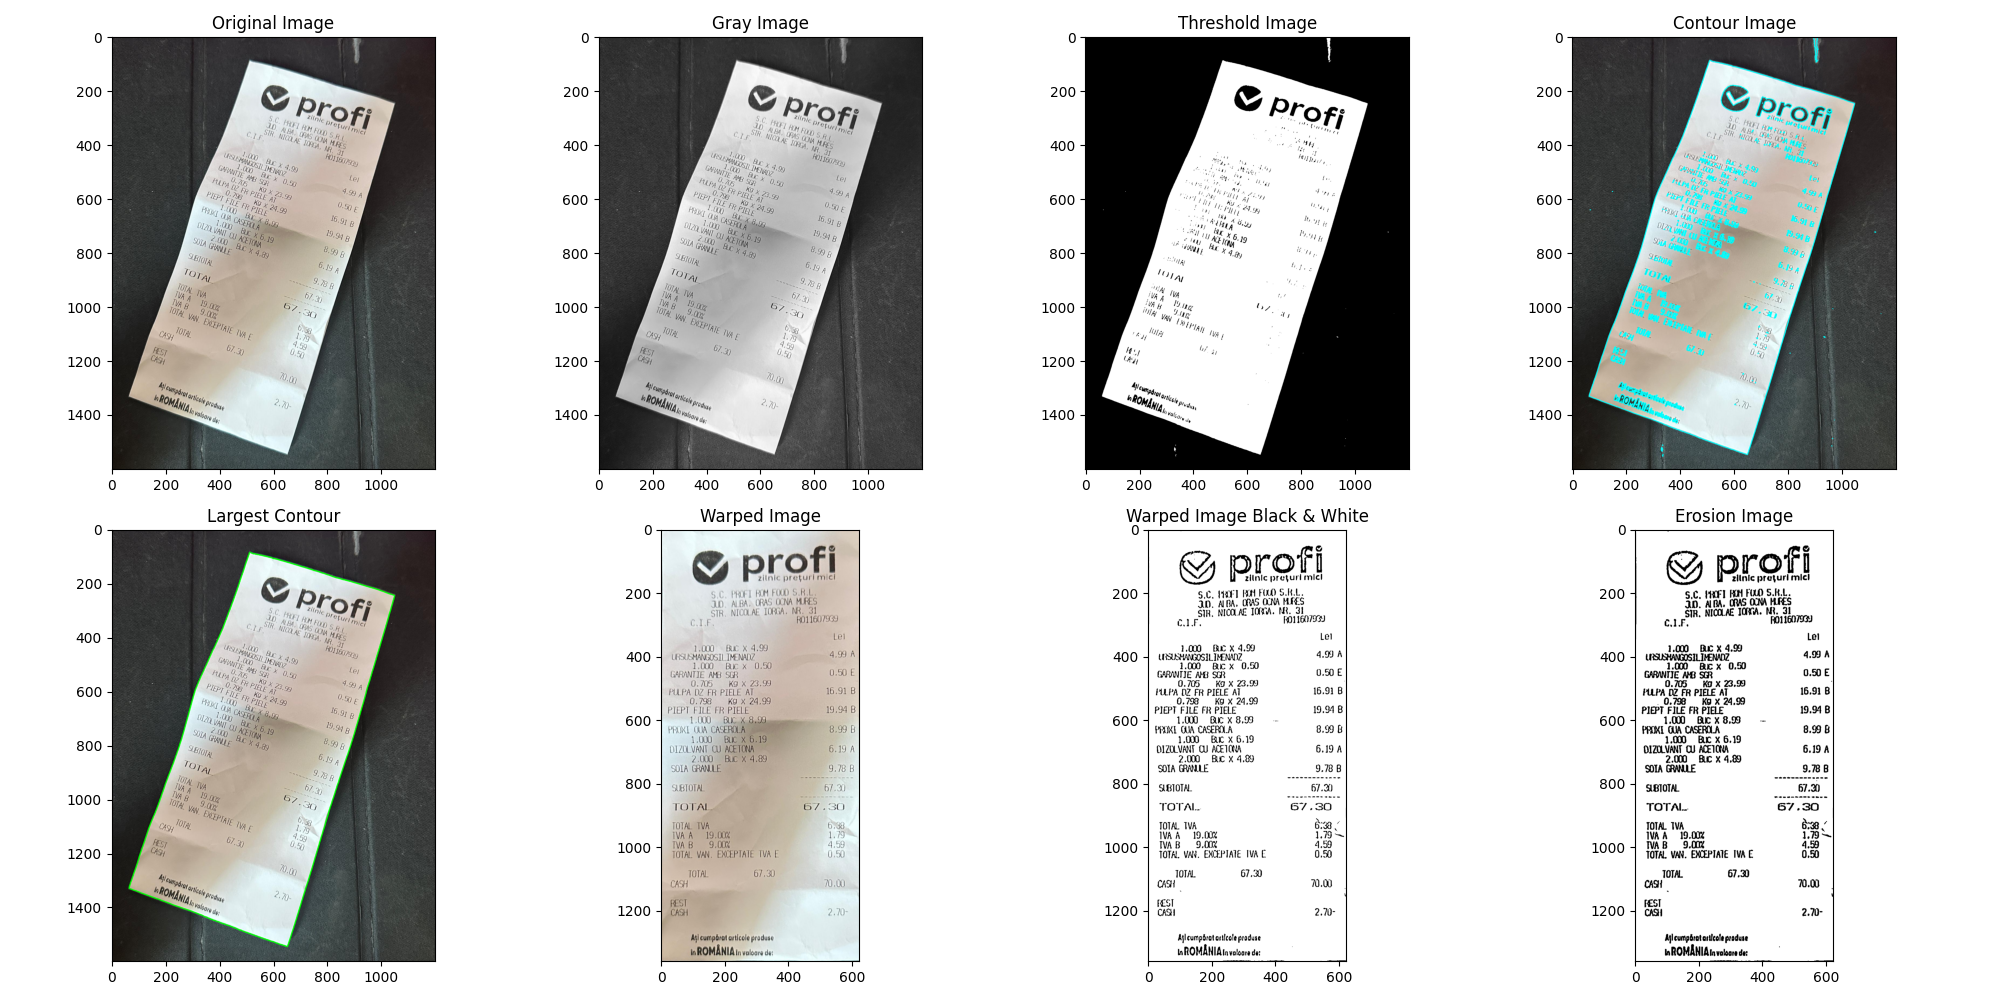 Original Image
Gray Image
Threshold Image
Contour Image
Largest Contour
Warped Image
Warped Image Black & White
Erosion Image
profi
zilnic prețuri mici
S.C. PROFI ROM FOOD S.R.L.
JUD. ALBA. ORAS OCNA MURES
STR. NICOLAE IORGA. NR. 31
C.I.F. RO11607939
Lei
1.000 Buc x 4.99
URSUSMANGOSILIMENADZ 4.99 A
1.000 Buc x 0.50
GARANTIE AMB SGR 0.50 E
0.705 Kg x 23.99
PULPA DZ FR PIELE AT 16.91 B
0.798 Kg x 24.99
PIEPT FILE FR PIELE 19.94 B
1.000 Buc x 8.99
PROXI OUA CASEROLA 8.99 B
1.000 Buc x 6.19
DIZOLVANT CU ACETONA 6.19 A
2.000 Buc x 4.89
SOIA GRANULE 9.78 B
SUBTOTAL 67.30
TOTAL 67.30
TOTAL TVA 6.38
TVA A 19.00% 1.79
TVA B 9.00% 4.59
TOTAL VAN. EXCEPTATE TVA E 0.50
TOTAL 67.30
CASH 70.00
REST
CASH 2.70-
Ați cumpărat articole produse
în ROMÂNIA în valoare de: